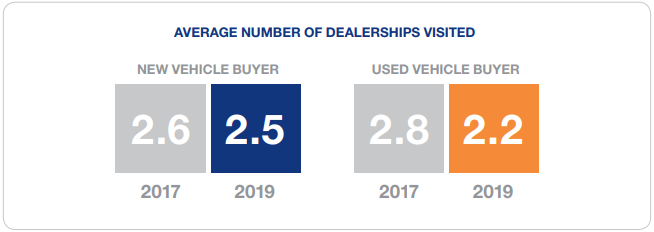 AVERAGE NUMBER OF DEALERSHIPS VISITED
NEW VEHICLE BUYER
2.6 2.5
2017 2019
USED VEHICLE BUYER
2.8 2.2
2017 2019